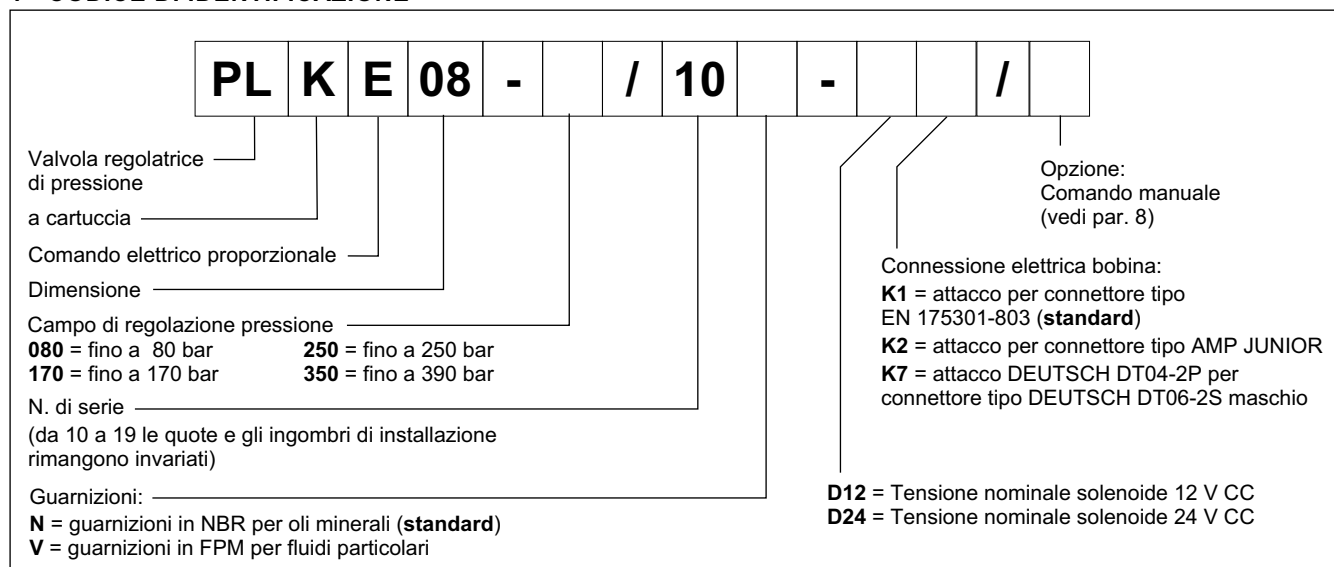 PL K E 08 - / 10 - /
Valvola regolatrice
di pressione
a cartuccia
Comando elettrico proporzionale
Dimensione
Campo di regolazione pressione
080 = fino a 80 bar 250 = fino a 250 bar
170 = fino a 170 bar 350 = fino a 390 bar
N. di serie
(da 10 a 19 le quote e gli ingombri di installazione
rimangono invariati)
Guarnizioni:
N = guarnizioni in NBR per oli minerali (standard)
V = guarnizioni in FPM per fluidi particolari
Opzione:
Comando manuale
(vedi par. 8)
Connessione elettrica bobina:
K1 = attacco per connettore tipo
EN 175301-803 (standard)
K2 = attacco per connettore tipo AMP JUNIOR
K7 = attacco DEUTSCH DT04-2P per
connettore tipo DEUTSCH DT06-2S maschio
D12 = Tensione nominale solenoide 12 V CC
D24 = Tensione nominale solenoide 24 V CC